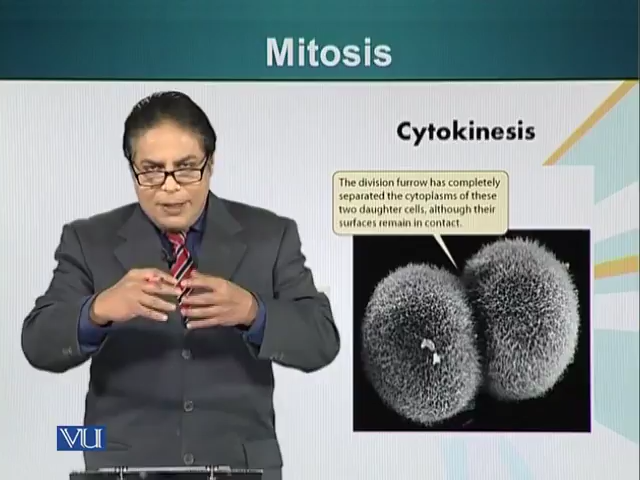 Mitosis
Cytokinesis
The division furrow has completely
separated the cytoplasms of these
two daughter cells, although their
surfaces remain in contact.
VU